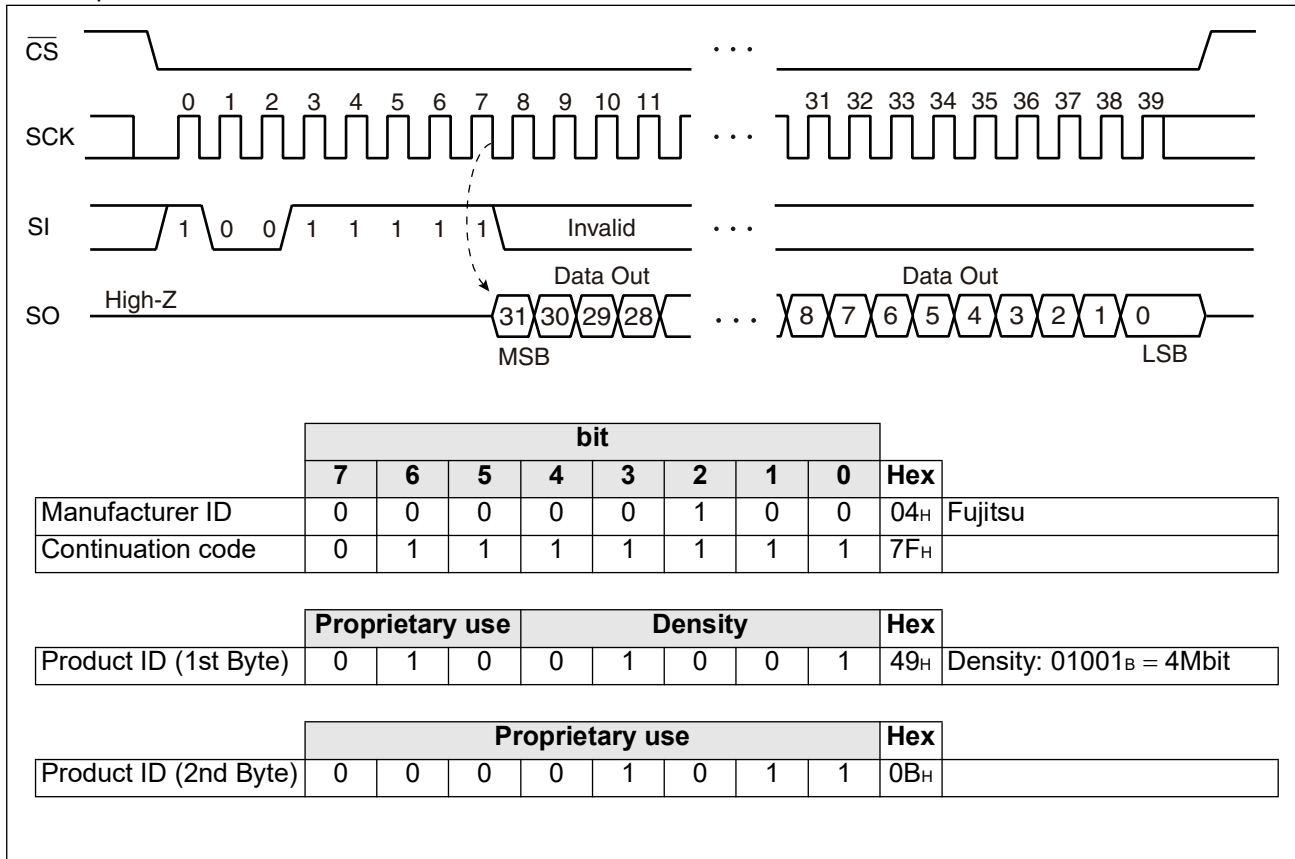 CS
0 1 2 3 4 5 6 7 8 9 10 11 31 32 33 34 35 36 37 38 39
SCK
SI 1 0 0 1 1 1 1 1 Invalid
Data Out Data Out
SO High-Z 31 30 29 28 8 7 6 5 4 3 2 1 0
MSB LSB
bit
7 6 5 4 3 2 1 0 Hex
Manufacturer ID 0 0 0 0 0 1 0 0 04H Fujitsu
Continuation code 0 1 1 1 1 1 1 1 7FH
Proprietary use Density Hex
Product ID (1st Byte) 0 1 0 0 1 0 0 1 49H Density: 01001B = 4Mbit
Proprietary use Hex
Product ID (2nd Byte) 0 0 0 0 1 0 1 1 0BH